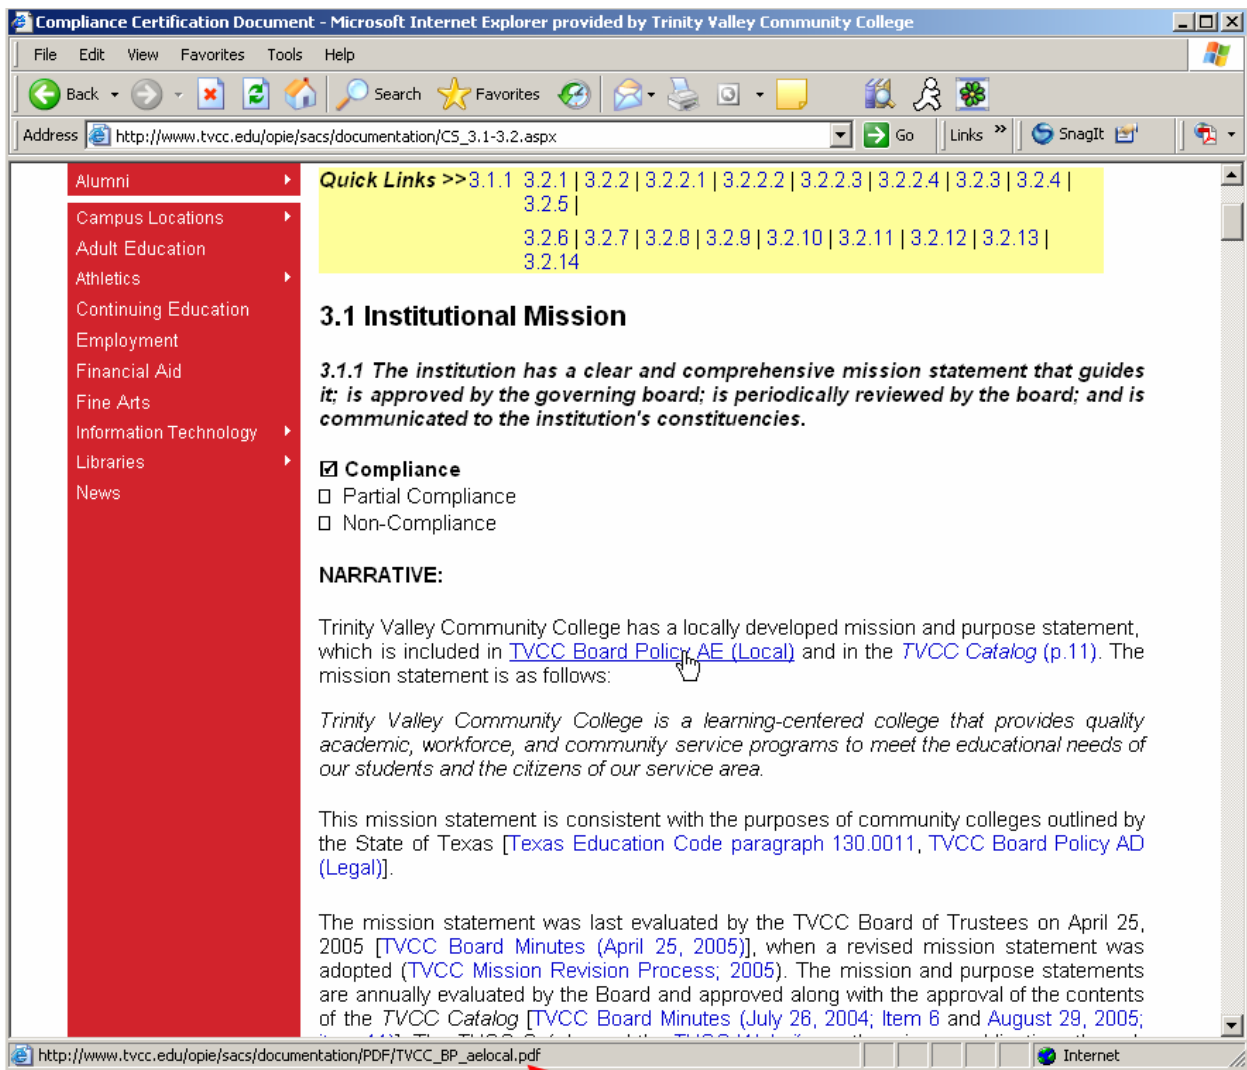 Compliance Certification Document - Microsoft Internet Explorer provided by Trinity Valley Community College
File Edit View Favorites Tools Help
Back Search Favorites
Address http://www.tvcc.edu/opie/sacs/documentation/CS_3.1-3.2.aspx Go Links » SnagIt
Alumni
Campus Locations
Adult Education
Athletics
Continuing Education
Employment
Financial Aid
Fine Arts
Information Technology
Libraries
News
Quick Links >>3.1.1 3.2.1 | 3.2.2 | 3.2.2.1 | 3.2.2.2 | 3.2.2.3 | 3.2.2.4 | 3.2.3 | 3.2.4 |
3.2.5 |
3.2.6 | 3.2.7 | 3.2.8 | 3.2.9 | 3.2.10 | 3.2.11 | 3.2.12 | 3.2.13 |
3.2.14
3.1 Institutional Mission
3.1.1 The institution has a clear and comprehensive mission statement that guides
it; is approved by the governing board; is periodically reviewed by the board; and is
communicated to the institution's constituencies.
Compliance
Partial Compliance
Non-Compliance
NARRATIVE:
Trinity Valley Community College has a locally developed mission and purpose statement,
which is included in TVCC Board Policy AE (Local) and in the TVCC Catalog (p.11). The
mission statement is as follows:
Trinity Valley Community College is a learning-centered college that provides quality
academic, workforce, and community service programs to meet the educational needs of
our students and the citizens of our service area.
This mission statement is consistent with the purposes of community colleges outlined by
the State of Texas [Texas Education Code paragraph 130.0011, TVCC Board Policy AD
(Legal)].
The mission statement was last evaluated by the TVCC Board of Trustees on April 25,
2005 [TVCC Board Minutes (April 25, 2005)], when a revised mission statement was
adopted (TVCC Mission Revision Process; 2005). The mission and purpose statements
are annually evaluated by the Board and approved along with the approval of the contents
of the TVCC Catalog [TVCC Board Minutes (July 26, 2004; Item 6 and August 29, 2005;
http://www.tvcc.edu/opie/sacs/documentation/PDF/TVCC_BP_aelocal.pdf Internet